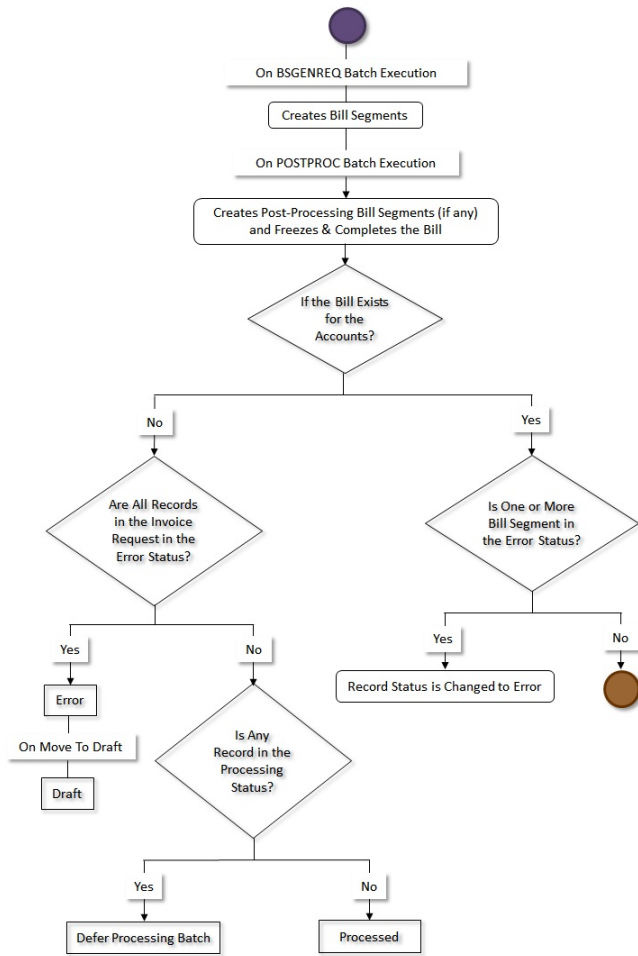 On BSGENREQ Batch Execution
Creates Bill Segments
On POSTPROC Batch Execution
Creates Post-Processing Bill Segments (if any)
and Freezes & Completes the Bill
If the Bill Exists
for the
Accounts?
No
Yes
Are All Records
in the Invoice
Request in the
Error Status?
Is One or More
Bill Segment in
the Error Status?
Yes
No
Yes
No
Error
Record Status is Changed to Error
On Move To Draft
Draft
Is Any
Record in the
Processing
Status?
Yes
No
Defer Processing Batch
Processed